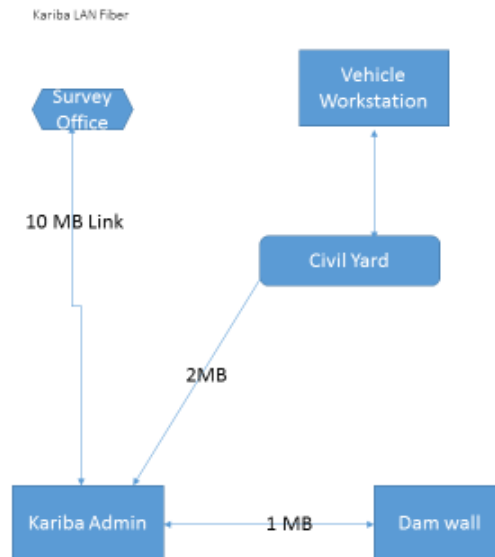 Kariba LAN Fiber
Survey
Office
Vehicle
Workstation
10 MB Link
Civil Yard
2MB
Kariba Admin
1 MB
Dam wall